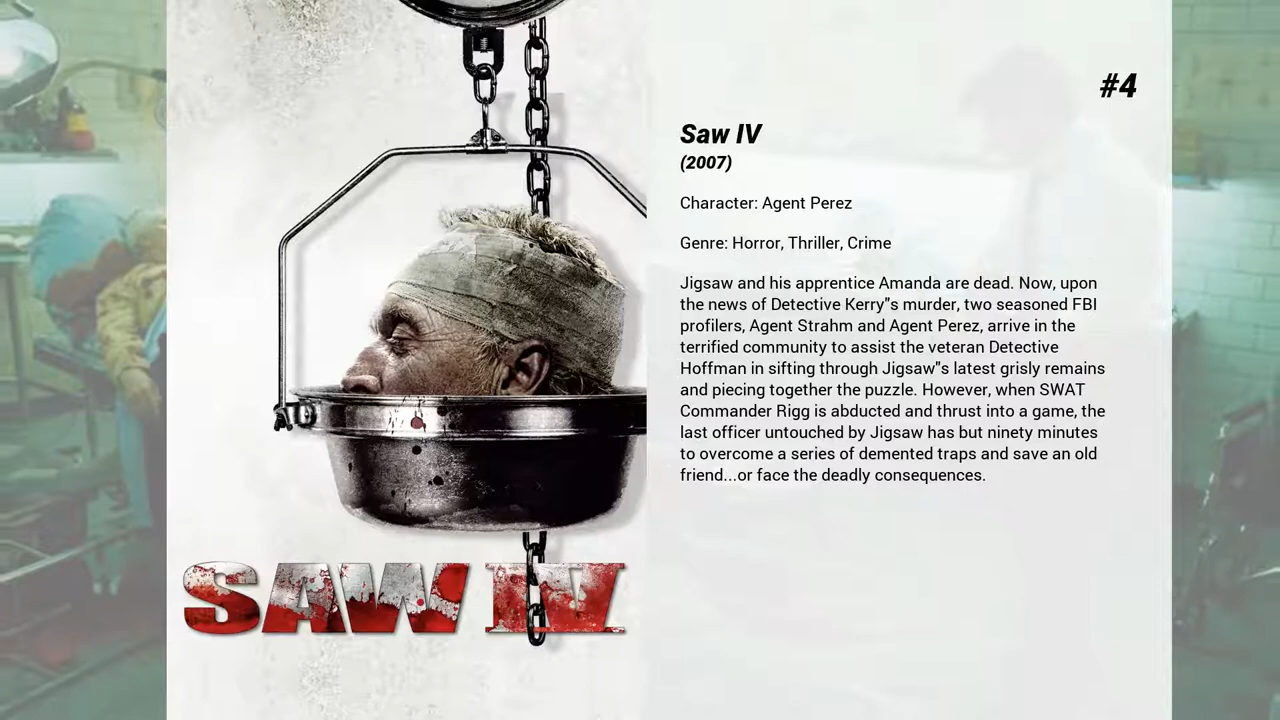 #4
Saw IV
(2007)
Character: Agent Perez
Genre: Horror, Thriller, Crime
Jigsaw and his apprentice Amanda are dead. Now, upon
the news of Detective Kerry"s murder, two seasoned FBI
profilers, Agent Strahm and Agent Perez, arrive in the
terrified community to assist the veteran Detective
Hoffman in sifting through Jigsaw"s latest grisly remains
and piecing together the puzzle. However, when SWAT
Commander Rigg is abducted and thrust into a game, the
last officer untouched by Jigsaw has but ninety minutes
to overcome a series of demented traps and save an old
friend...or face the deadly consequences.
SAW IV